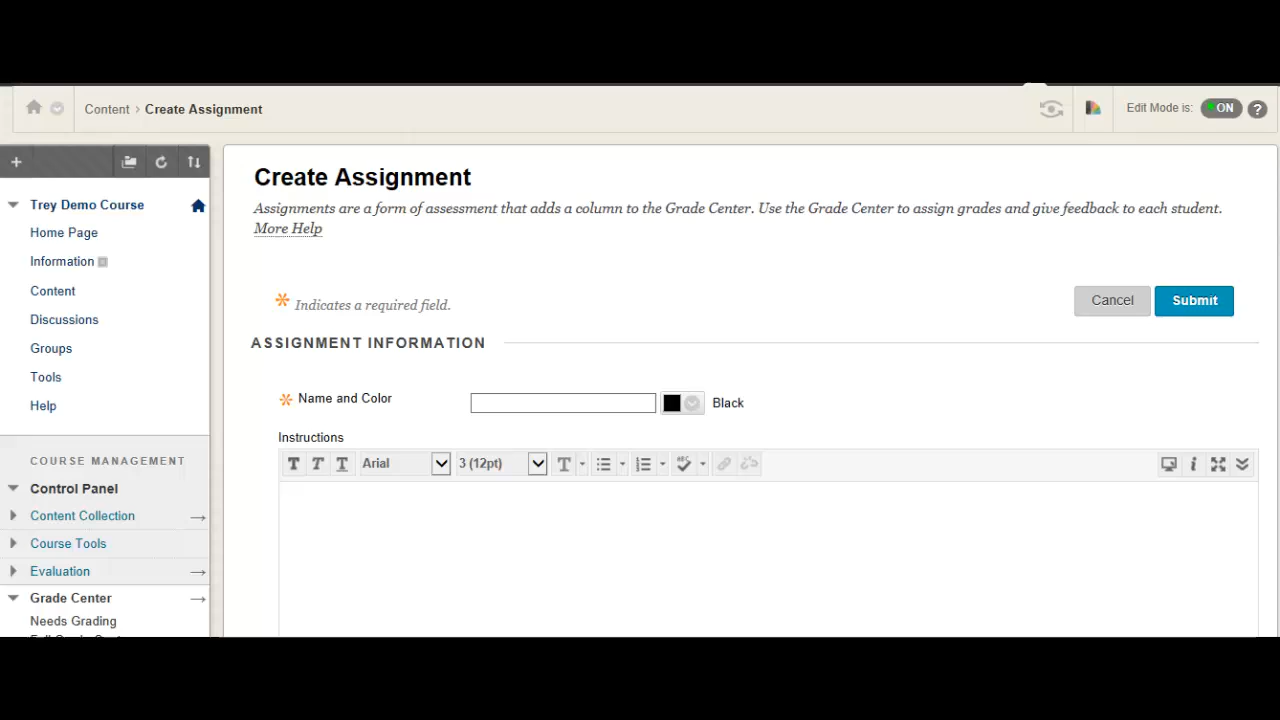 Content > Create Assignment
Edit Mode is: ON ?
Trey Demo Course
Home Page
Information
Content
Discussions
Groups
Tools
Help
COURSE MANAGEMENT
Control Panel
Content Collection
Course Tools
Evaluation
Grade Center
Needs Grading
Create Assignment
Assignments are a form of assessment that adds a column to the Grade Center. Use the Grade Center to assign grades and give feedback to each student.
More Help
Indicates a required field.
Cancel Submit
ASSIGNMENT INFORMATION
Name and Color Black
Instructions
T T T Arial 3 (12pt) T ABC i